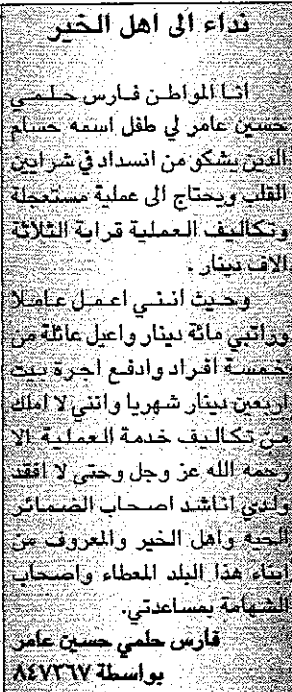 نداء الى اهل الخير
انا المواطن فارس حلمي
حسين عامر لي طفل اسمه حسام
الدين يشكو من انسداد في شرايين
القلب ويحتاج الى عملية مستعجلة
وتكاليف العملية قرابة الثلاثة
الاف دينار.
وحيث انني اعمل عاملا
وراتبي مائة دينار واعيل عائلة من
خمسة افراد وادفع اجرة بيت
اربعين دينار شهريا وانني لا املك
من تكاليف خدمة العملية الا
رحمه الله عز وجل وحتى لا افقد
ولدي اناشد اصحاب الضمائر
الحيه واهل الخير والمعروف من
ابناء هذا البلد المعطاء واصحاب
الشهامة بمساعدتي.
فارس حلمي حسين عامر
بواسطة ٨٤٧٣٦٧